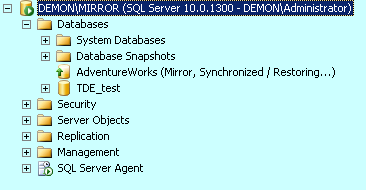 DEMON\MIRROR (SQL Server 10.0.1300 - DEMON\Administrator)
Databases
System Databases
Database Snapshots
AdventureWorks (Mirror, Synchronized / Restoring...)
TDE_test
Security
Server Objects
Replication
Management
SQL Server Agent